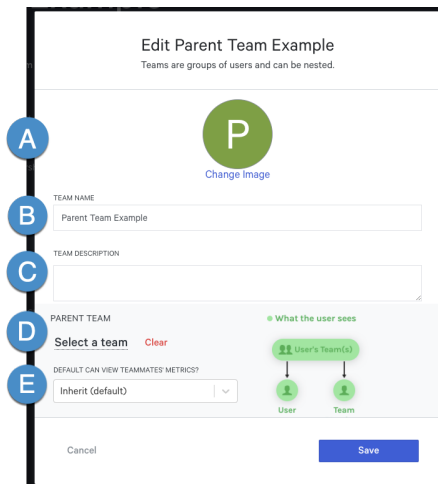 Edit Parent Team Example
Teams are groups of users and can be nested.
A
P
Change Image
TEAM NAME
B
Parent Team Example
TEAM DESCRIPTION
C
D
PARENT TEAM
What the user sees
Select a team Clear
User's Team(s)
E
DEFAULT CAN VIEW TEAMMATES' METRICS?
Inherit (default)
User Team
Cancel Save